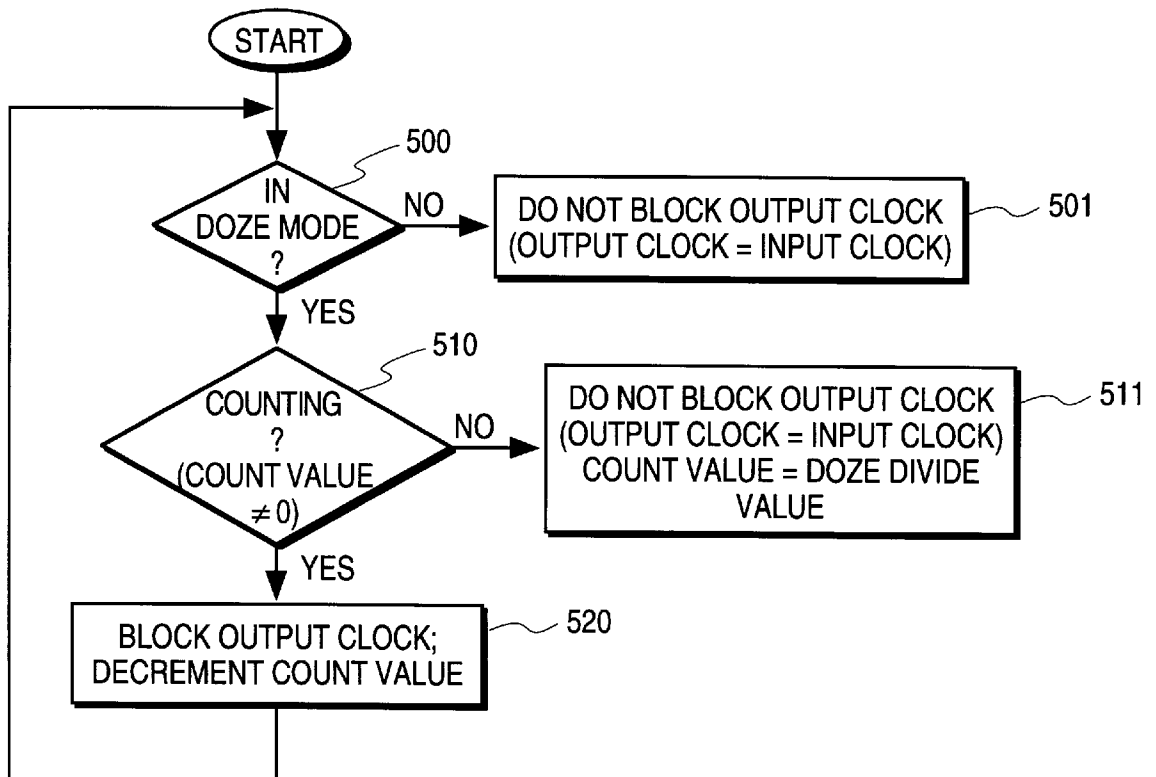 START
500
IN
DOZE MODE
?
NO
DO NOT BLOCK OUTPUT CLOCK
(OUTPUT CLOCK = INPUT CLOCK)
501
YES
510
COUNTING
?
(COUNT VALUE
≠ 0)
NO
DO NOT BLOCK OUTPUT CLOCK
(OUTPUT CLOCK = INPUT CLOCK)
COUNT VALUE = DOZE DIVIDE
VALUE
511
YES
BLOCK OUTPUT CLOCK;
DECREMENT COUNT VALUE
520